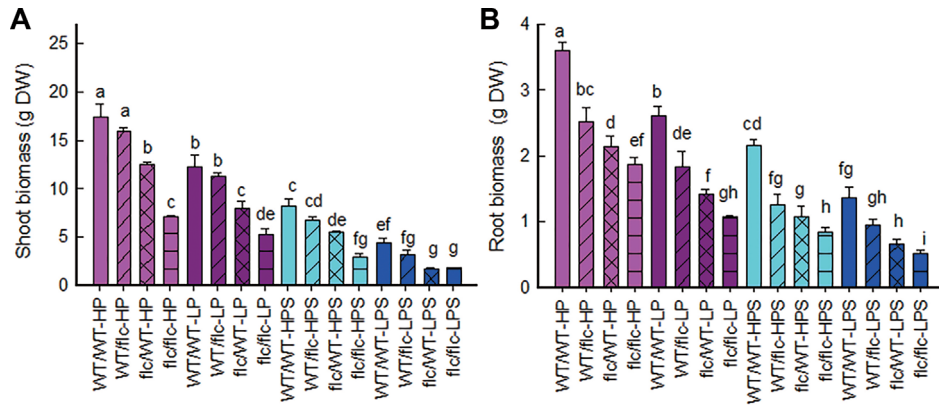 A
Shoot biomass (g DW)
25
20
15
10
5
0
a
a
b
c
b
b
c
de
c
cd
de
fg
ef
fg
g
g
WT/WT-HP
WT/flc-HP
flc/WT-HP
flc/flc-HP
WT/WT-LP
WT/flc-LP
flc/WT-LP
flc/flc-LP
WT/WT-HPS
WT/flc-HPS
flc/WT-HPS
flc/flc-HPS
WT/WT-LPS
WT/flc-LPS
flc/WT-LPS
flc/flc-LPS
B
Root biomass (g DW)
4
3
2
1
0
a
bc
d
ef
b
de
f
gh
cd
fg
g
h
fg
gh
h
i
WT/WT-HP
WT/flc-HP
flc/WT-HP
flc/flc-HP
WT/WT-LP
WT/flc-LP
flc/WT-LP
flc/flc-LP
WT/WT-HPS
WT/flc-HPS
flc/WT-HPS
flc/flc-HPS
WT/WT-LPS
WT/flc-LPS
flc/WT-LPS
flc/flc-LPS